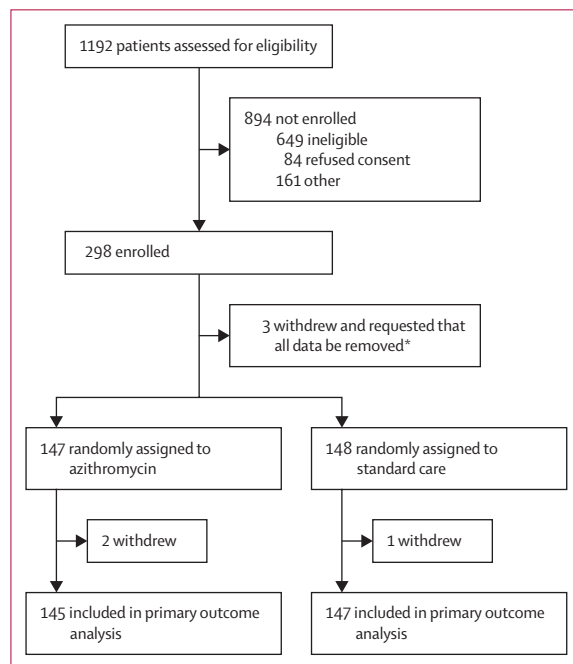 1192 patients assessed for eligibility
894 not enrolled
649 ineligible
84 refused consent
161 other
298 enrolled
3 withdrew and requested that
all data be removed*
147 randomly assigned to
azithromycin
148 randomly assigned to
standard care
2 withdrew
1 withdrew
145 included in primary outcome
analysis
147 included in primary outcome
analysis